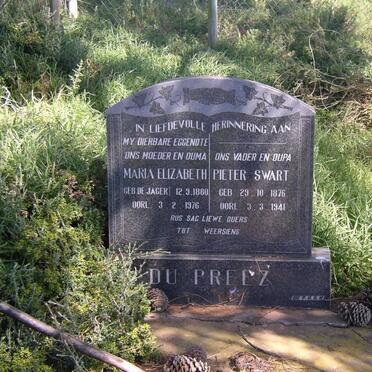 IN LIEFDEVOLLE HERINNERING AAN
MY DIERBARE EGGENOTE
ONS MOEDER EN OUMA
MARIA ELIZABETH
GEB DE JAGER 12.9.1880
OORL. 3. 2. 1976
ONS VADER EN OUPA
PIETER SWART
GEB. 29. 10. 1876
OORL. 3. 3. 1941
RUS SAG LIEWE OUERS
TOT WEERSIENS
DU PREEZ